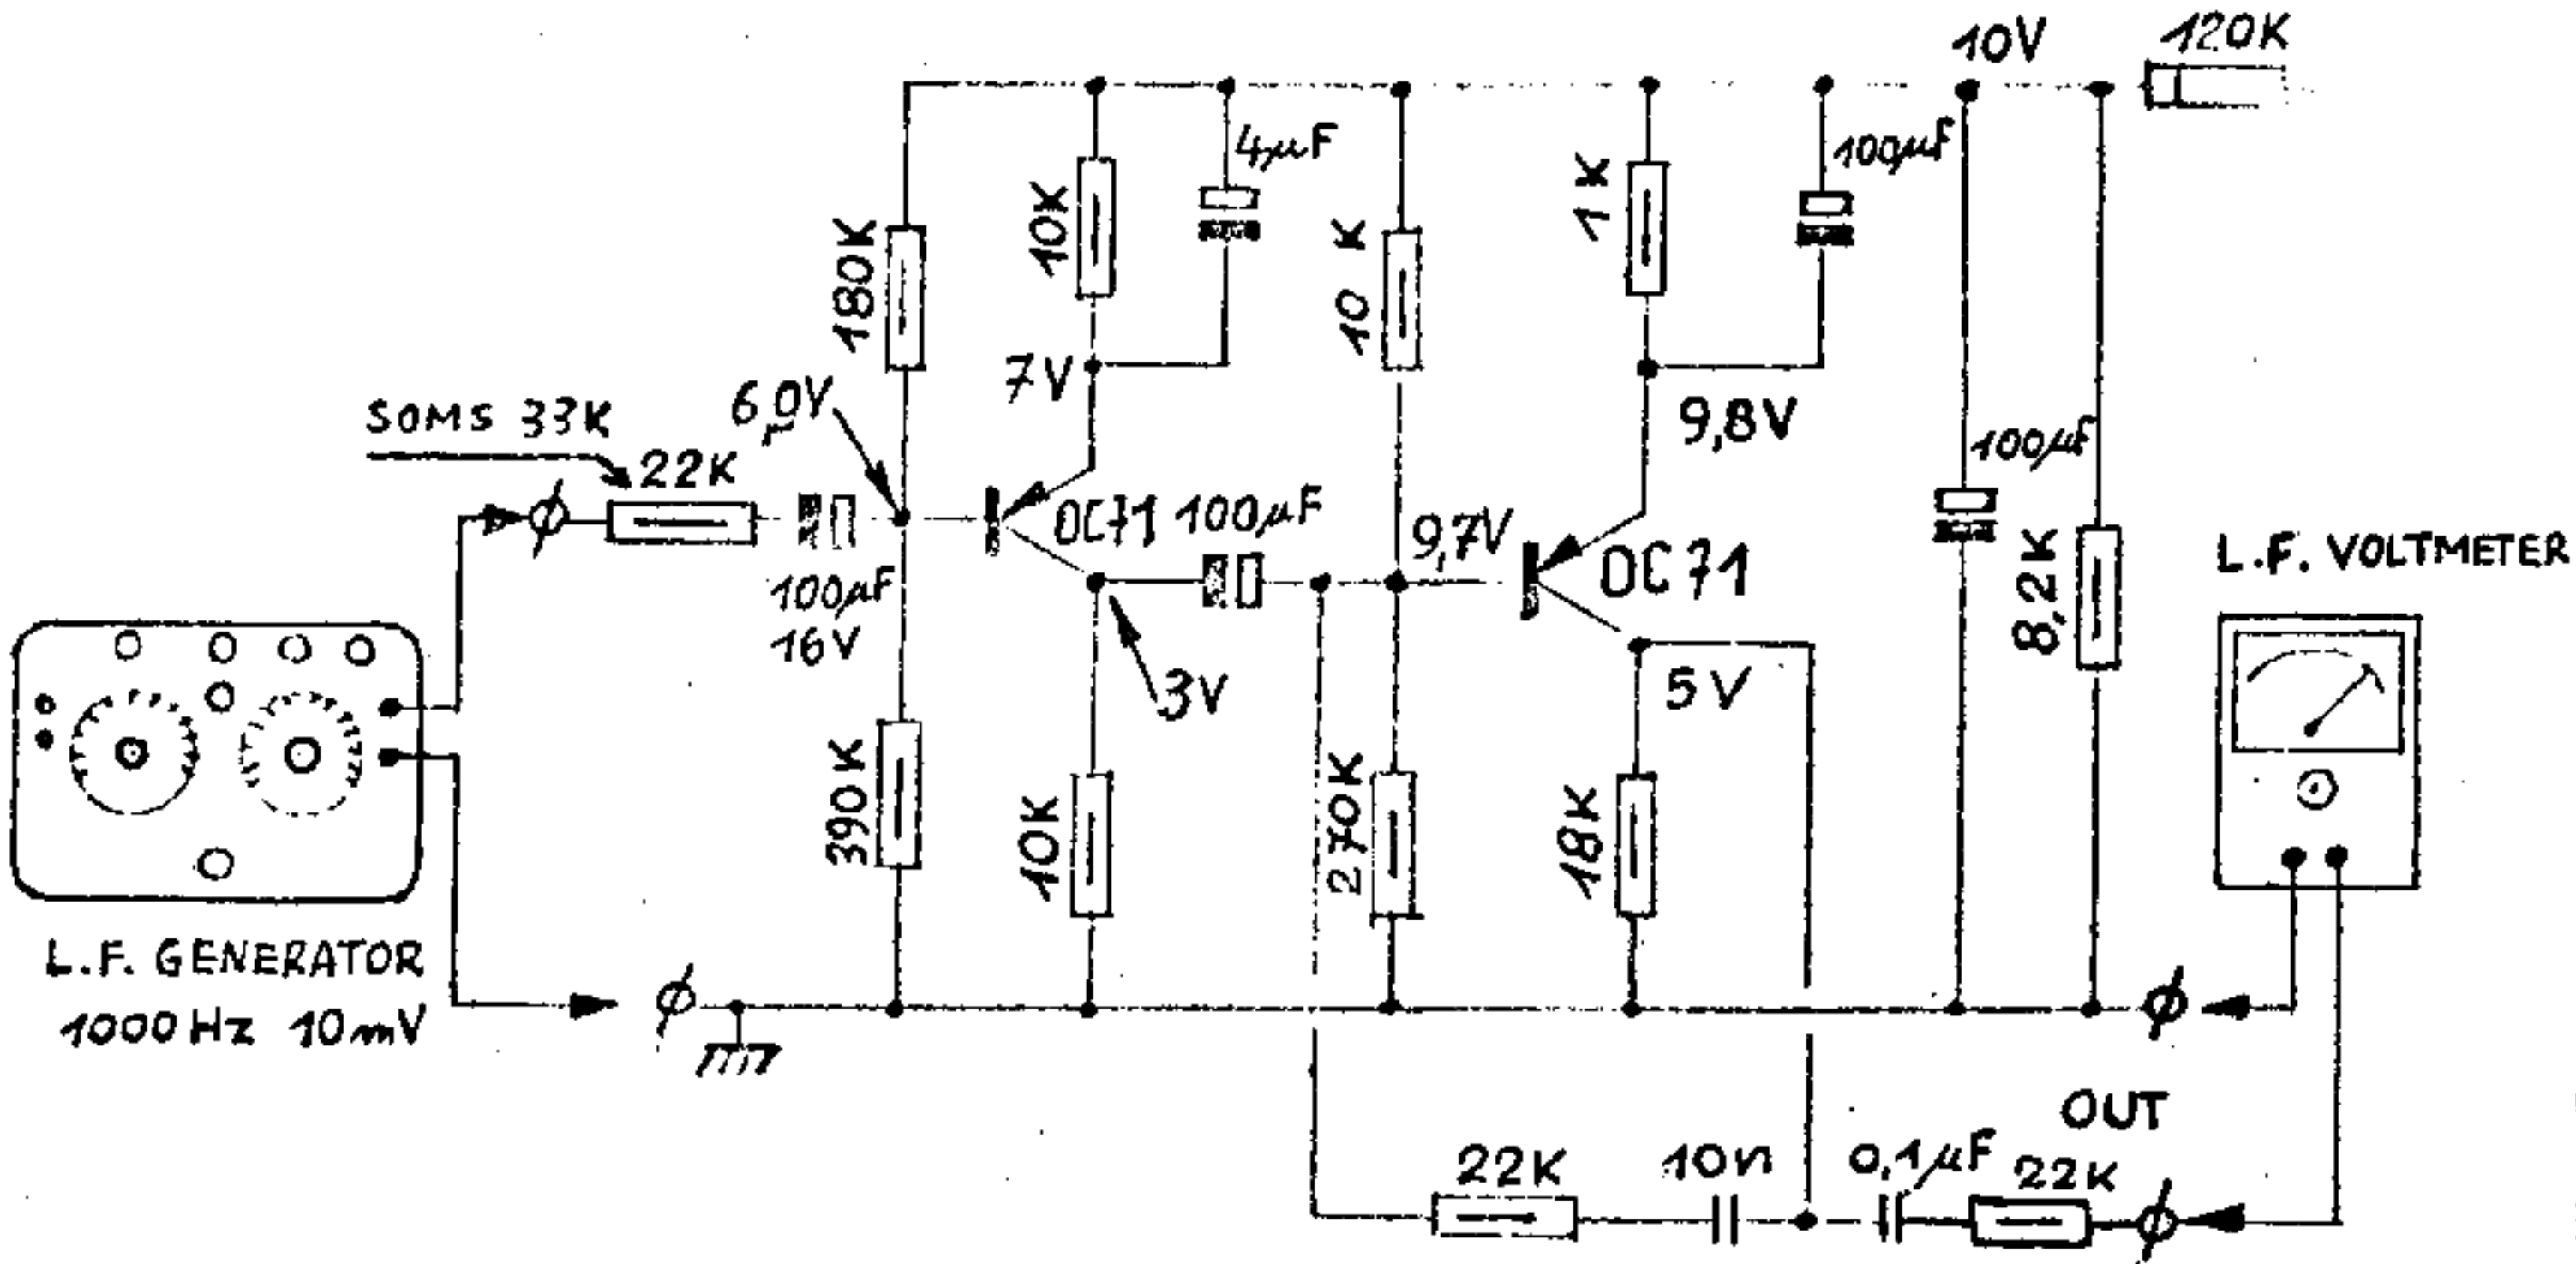 10V
120K
4µF
100µF
10K
1K
180K
10 K
7V
6,0V
9,8V
SOMS 33K
22K
100µF
OC71
100µF
9,7V
OC71
8,2K
L.F. VOLTMETER
100µF
16V
3V
5V
390K
10K
270K
18K
L.F. GENERATOR
1000 Hz 10mV
OUT
22K
10n
0,1µF
22K